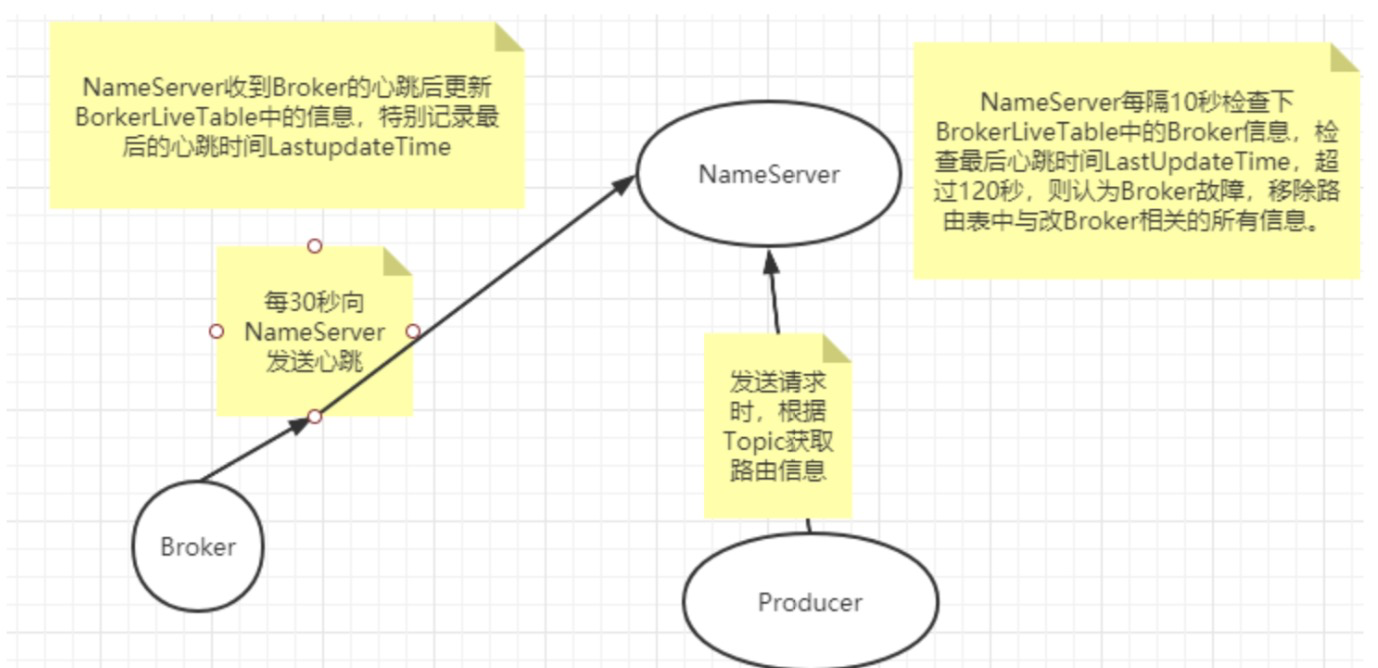 NameServer收到Broker的心跳后更新
BorkerLiveTable中的信息，特别记录最
后的心跳时间LastupdateTime
NameServer每隔10秒检查下
BrokerLiveTable中的Broker信息，检
查最后心跳时间LastUpdateTime，超
过120秒，则认为Broker故障，移除路
由表中与改Broker相关的所有信息。
NameServer
每30秒向
NameServer
发送心跳
发送请求
时，根据
Topic获取
路由信息
Broker
Producer